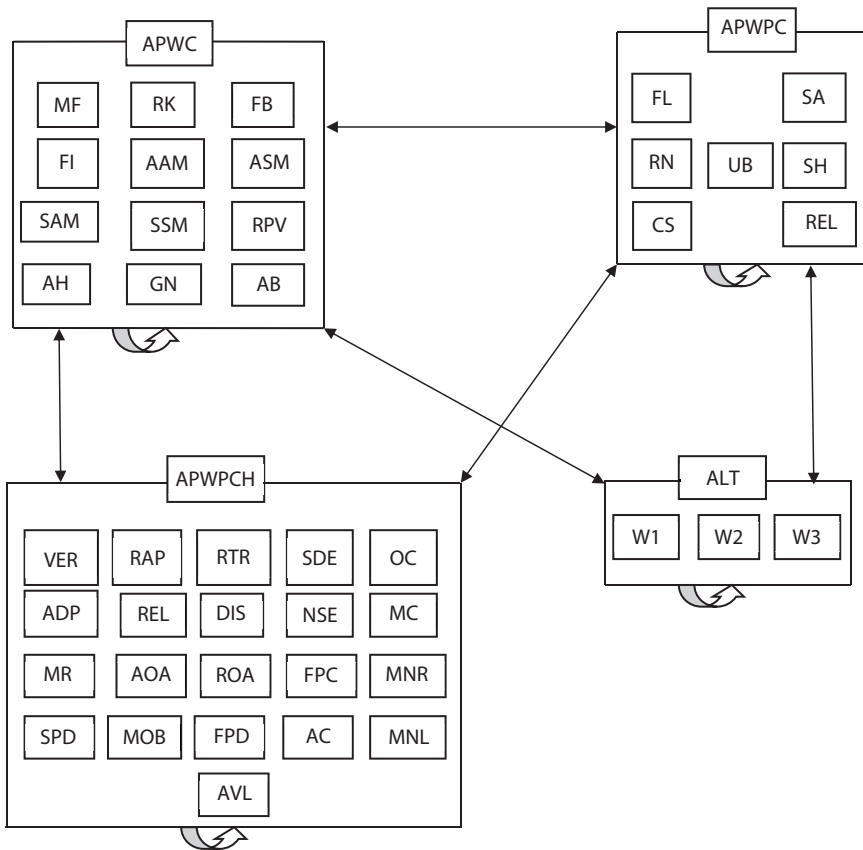 APWC
MF RK FB
FI AAM ASM
SAM SSM RPV
AH GN AB
APWPC
FL SA
RN UB SH
CS REL
APWPCH
VER RAP RTR SDE OC
ADP REL DIS NSE MC
MR AOA ROA FPC MNR
SPD MOB FPD AC MNL
AVL
ALT
W1 W2 W3